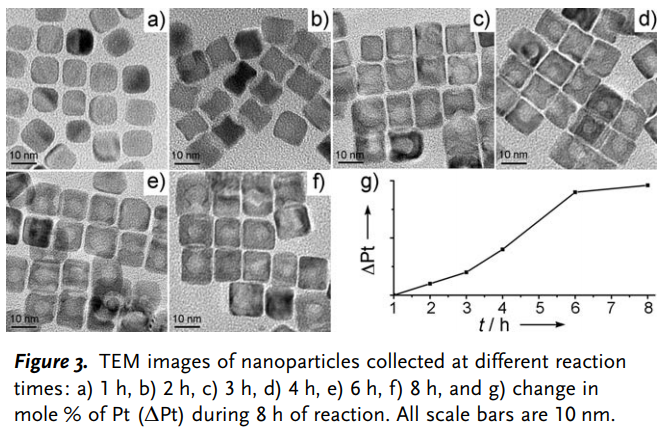 a)
b)
c)
d)
10 nm
10 nm
10 nm
10 nm
e)
f)
g)
ΔPt
10 nm
10 nm
1 2 3 4 5 6 7 8
t / h
Figure 3. TEM images of nanoparticles collected at different reaction
times: a) 1 h, b) 2 h, c) 3 h, d) 4 h, e) 6 h, f) 8 h, and g) change in
mole % of Pt (ΔPt) during 8 h of reaction. All scale bars are 10 nm.